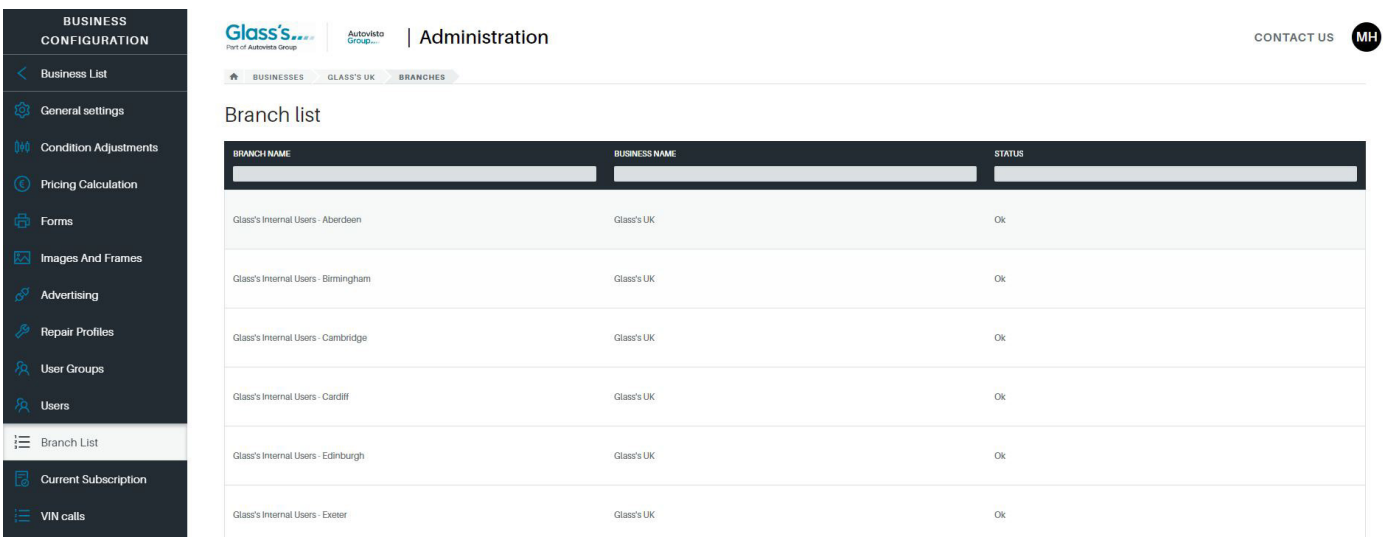 BUSINESS
CONFIGURATION
Business List
General settings
Condition Adjustments
Pricing Calculation
Forms
Images And Frames
Advertising
Repair Profiles
User Groups
Users
Branch List
Current Subscription
VIN calls
Glass's....
Part of Autovista Group
Autovista
Group....
| Administration
CONTACT US
MH
BUSINESSES GLASS'S UK BRANCHES
Branch list
BRANCH NAME BUSINESS NAME STATUS
Glass's Internal Users - Aberdeen Glass's UK Ok
Glass's Internal Users - Birmingham Glass's UK Ok
Glass's Internal Users - Cambridge Glass's UK Ok
Glass's Internal Users - Cardiff Glass's UK Ok
Glass's Internal Users - Edinburgh Glass's UK Ok
Glass's Internal Users - Exeter Glass's UK Ok